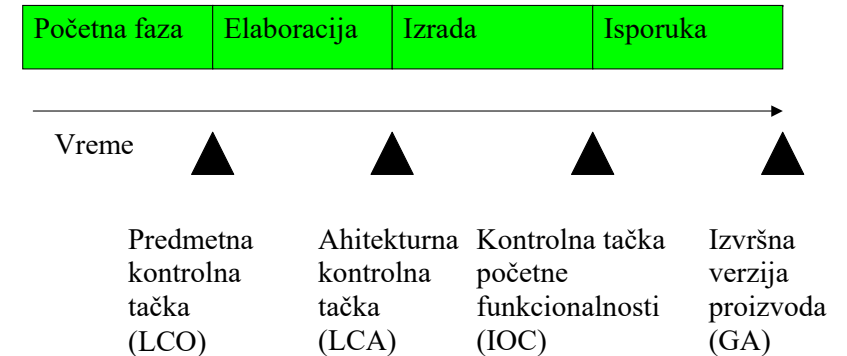 Početna faza
Elaboracija
Izrada
Isporuka
Vreme
Predmetna
kontrolna
tačka
(LCO)
Ahitekturna
kontrolna
tačka
(LCA)
Kontrolna tačka
početne
funkcionalnosti
(IOC)
Izvršna
verzija
proizvoda
(GA)